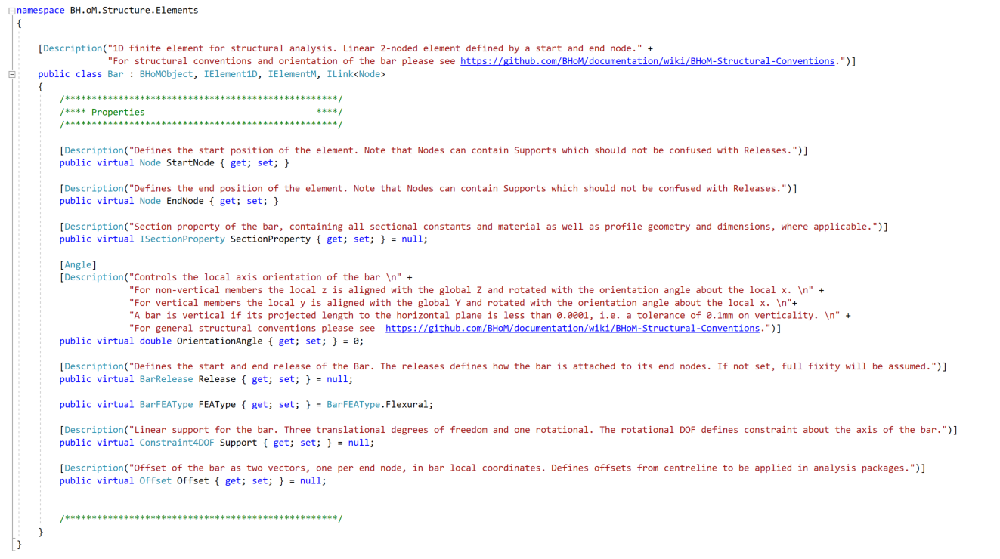 namespace BH.oM.Structure.Elements
{
[Description("1D finite element for structural analysis. Linear 2-noded element defined by a start and end node." +
"For structural conventions and orientation of the bar please see https://github.com/BHoM/documentation/wiki/BHoM-Structural-Conventions.")]
public class Bar : BHoMObject, IElement1D, IElementM, ILink<Node>
{
/***************************************************/
/**** Properties                                ****/
/***************************************************/
[Description("Defines the start position of the element. Note that Nodes can contain Supports which should not be confused with Releases.")]
public virtual Node StartNode { get; set; }
[Description("Defines the end position of the element. Note that Nodes can contain Supports which should not be confused with Releases.")]
public virtual Node EndNode { get; set; }
[Description("Section property of the bar, containing all sectional constants and material as well as profile geometry and dimensions, where applicable.")]
public virtual ISectionProperty SectionProperty { get; set; } = null;
[Angle]
[Description("Controls the local axis orientation of the bar \n" +
"For non-vertical members the local z is aligned with the global Z and rotated with the orientation angle about the local x. \n" +
"For vertical members the local y is aligned with the global Y and rotated with the orientation angle about the local x. \n"+
"A bar is vertical if its projected length to the horizontal plane is less than 0.0001, i.e. a tolerance of 0.1mm on verticality. \n" +
"For general structural conventions please see  https://github.com/BHoM/documentation/wiki/BHoM-Structural-Conventions.")]
public virtual double OrientationAngle { get; set; } = 0;
[Description("Defines the start and end release of the Bar. The releases defines how the bar is attached to its end nodes. If not set, full fixity will be assumed.")]
public virtual BarRelease Release { get; set; } = null;
public virtual BarFEAType FEAType { get; set; } = BarFEAType.Flexural;
[Description("Linear support for the bar. Three translational degrees of freedom and one rotational. The rotational DOF defines constraint about the axis of the bar.")]
public virtual Constraint4DOF Support { get; set; } = null;
[Description("Offset of the bar as two vectors, one per end node, in bar local coordinates. Defines offsets from centreline to be applied in analysis packages.")]
public virtual Offset Offset { get; set; } = null;
/***************************************************/
}
}